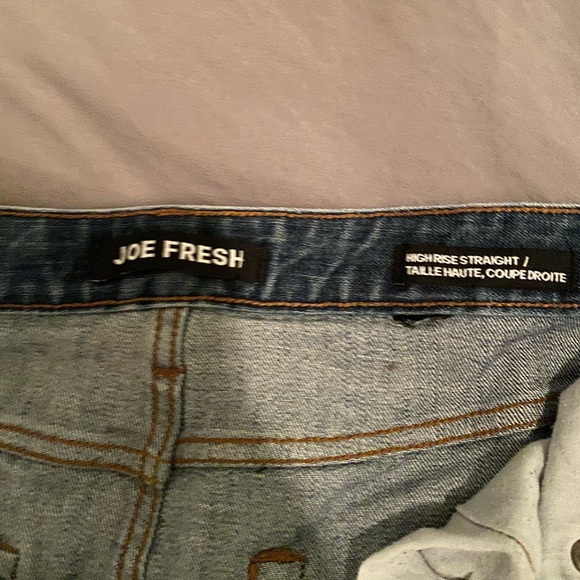 JOE FRESH
HIGH RISE STRAIGHT /
TAILLE HAUTE, COUPE DROITE